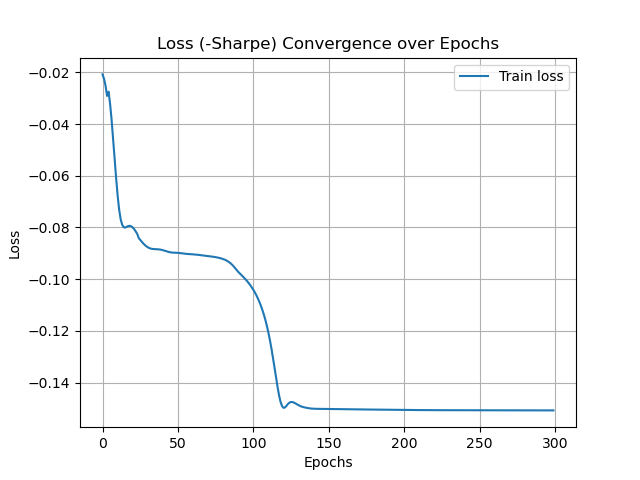 Loss (-Sharpe) Convergence over Epochs
Train loss
−0.02
−0.04
−0.06
−0.08
−0.10
−0.12
−0.14
Loss
0 50 100 150 200 250 300
Epochs